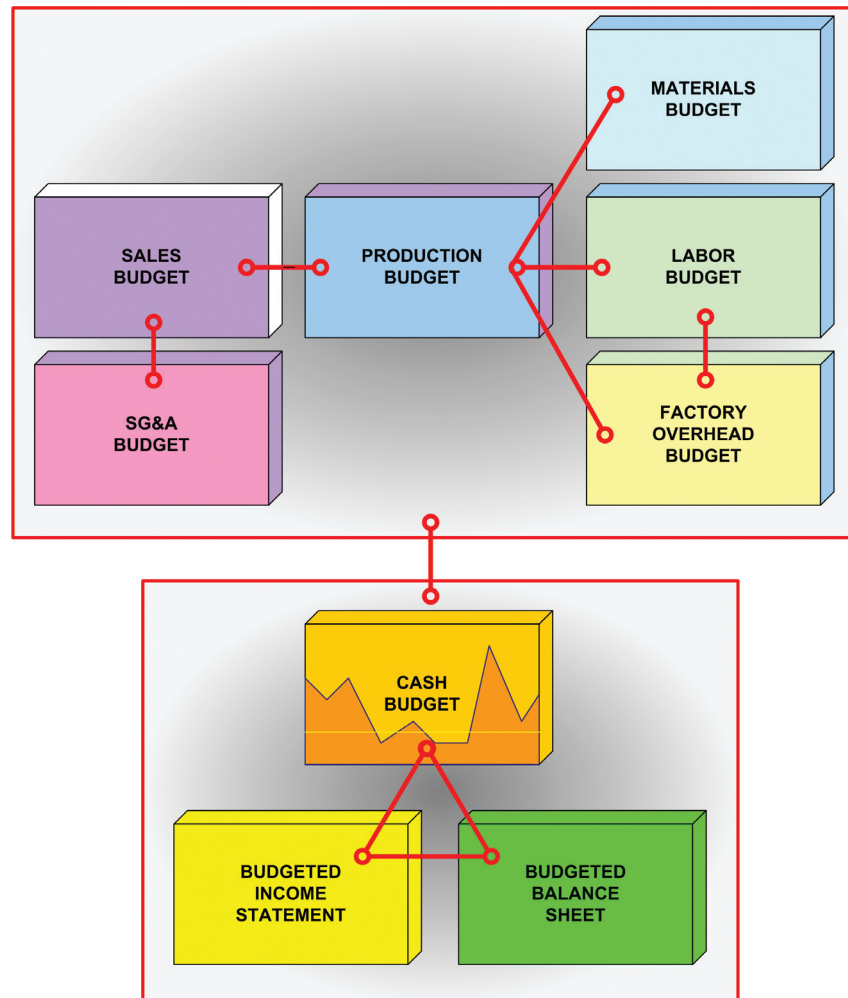 MATERIALS
BUDGET
SALES
BUDGET
PRODUCTION
BUDGET
LABOR
BUDGET
SG&A
BUDGET
FACTORY
OVERHEAD
BUDGET
CASH
BUDGET
BUDGETED
INCOME
STATEMENT
BUDGETED
BALANCE
SHEET